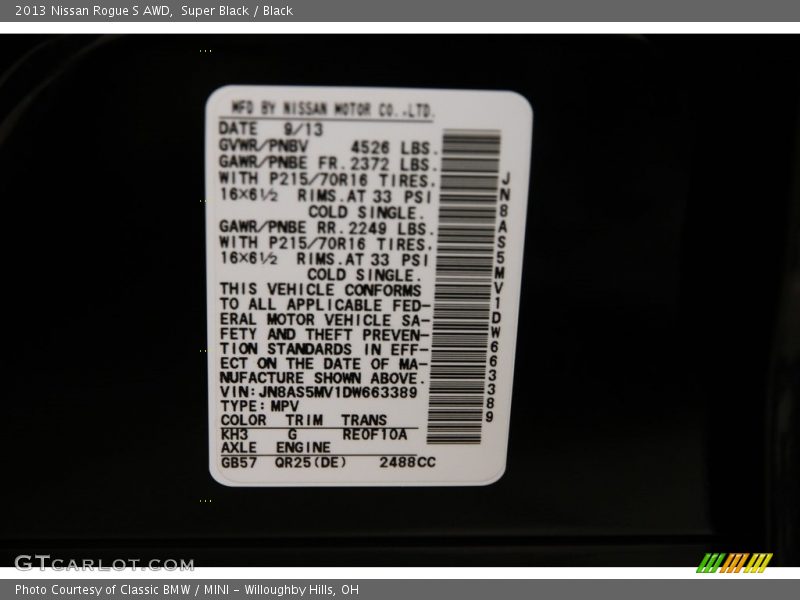 2013 Nissan Rogue S AWD,  Super Black / Black
MFD BY NISSAN MOTOR CO.,LTD.
DATE 9/13
GVWR/PNBV 4526 LBS.
GAWR/PNBE FR.2372 LBS.
WITH P215/70R16 TIRES.
16×6½ RIMS.AT 33 PSI
COLD SINGLE.
GAWR/PNBE RR.2249 LBS.
WITH P215/70R16 TIRES.
16×6½ RIMS.AT 33 PSI
COLD SINGLE.
THIS VEHICLE CONFORMS
TO ALL APPLICABLE FED-
ERAL MOTOR VEHICLE SA-
FETY AND THEFT PREVEN-
TION STANDARDS IN EFF-
ECT ON THE DATE OF MA-
NUFACTURE SHOWN ABOVE.
VIN:JN8AS5MV1DW663389
TYPE:MPV
COLOR TRIM TRANS
KH3 G RE0F10A
AXLE ENGINE
GB57 QR25(DE) 2488CC
JN8AS5MV1DW663389
GTCARLOT.COM
Photo Courtesy of Classic BMW / MINI - Willoughby Hills, OH